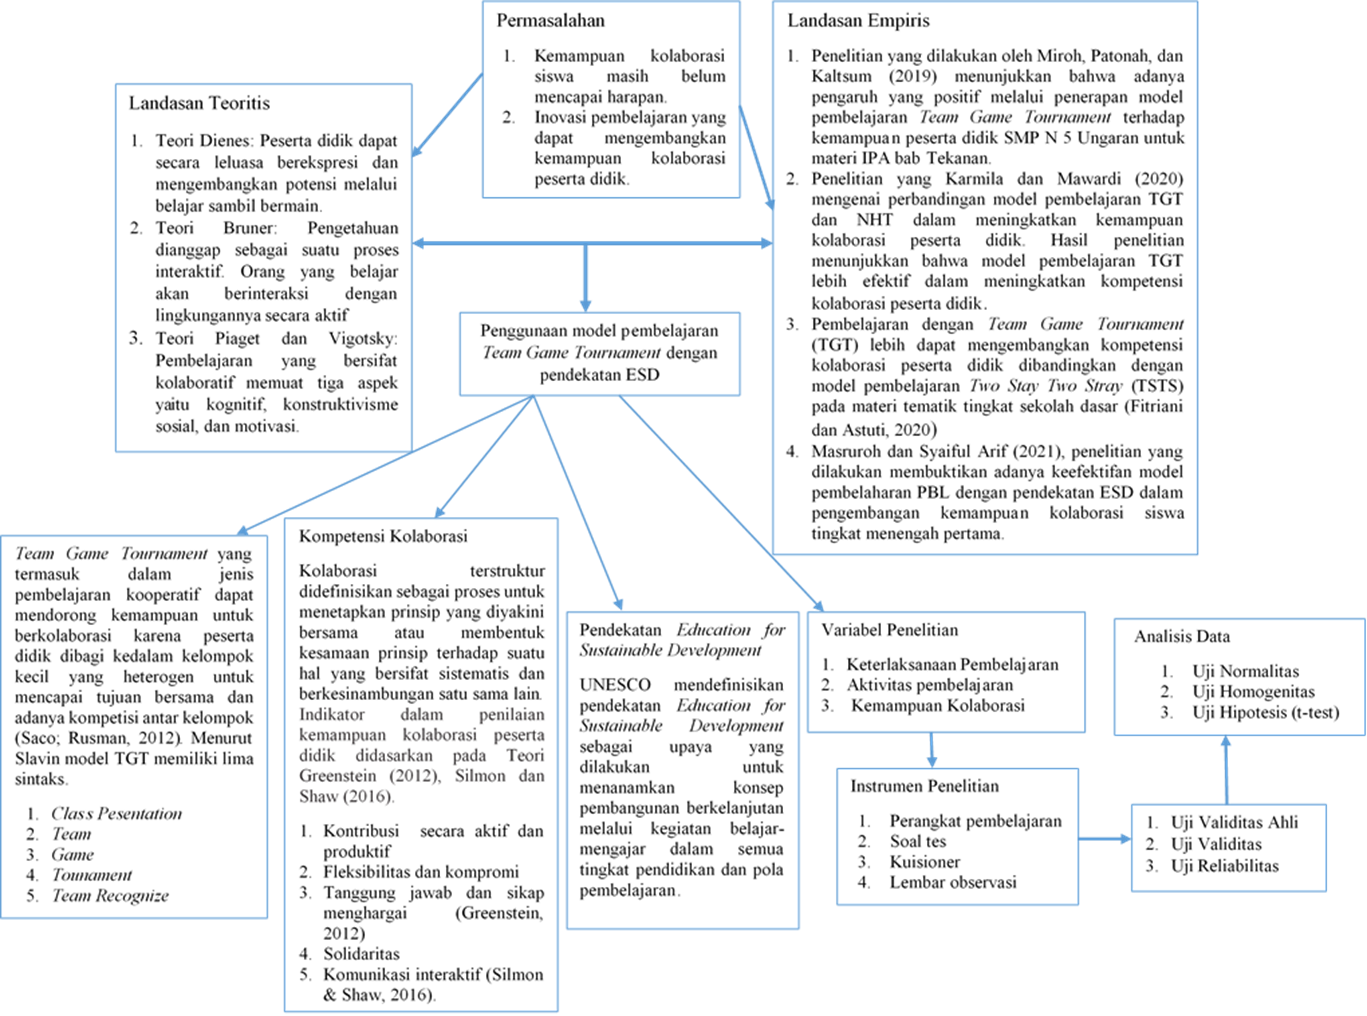 Permasalahan
1. Kemampuan kolaborasi
siswa masih belum
mencapai harapan.
2. Inovasi pembelajaran yang
dapat mengembangkan
kemampuan kolaborasi
peserta didik.
Landasan Teoritis
1. Teori Dienes: Peserta didik dapat
secara leluasa berekspresi dan
mengembangkan potensi melalui
belajar sambil bermain.
2. Teori Bruner: Pengetahuan
dianggap sebagai suatu proses
interaktif. Orang yang belajar
akan berinteraksi dengan
lingkungannya secara aktif
3. Teori Piaget dan Vigotsky:
Pembelajaran yang bersifat
kolaboratif memuat tiga aspek
yaitu kognitif, konstruktivisme
sosial, dan motivasi.
Landasan Empiris
1. Penelitian yang dilakukan oleh Miroh, Patonah, dan
Kaltsum (2019) menunjukkan bahwa adanya
pengaruh yang positif melalui penerapan model
pembelajaran Team Game Tournament terhadap
kemampuan peserta didik SMP N 5 Ungaran untuk
materi IPA bab Tekanan.
2. Penelitian yang Karmila dan Mawardi (2020)
mengenai perbandingan model pembelajaran TGT
dan NHT dalam meningkatkan kemampuan
kolaborasi peserta didik. Hasil penelitian
menunjukkan bahwa model pembelajaran TGT
lebih efektif dalam meningkatkan kompetensi
kolaborasi peserta didik.
3. Pembelajaran dengan Team Game Tournament
(TGT) lebih dapat mengembangkan kompetensi
kolaborasi peserta didik dibandingkan dengan
model pembelajaran Two Stay Two Stray (TSTS)
pada materi tematik tingkat sekolah dasar (Fitriani
dan Astuti, 2020)
4. Masruroh dan Syaiful Arif (2021), penelitian yang
dilakukan membuktikan adanya keefektifan model
pembelaharan PBL dengan pendekatan ESD dalam
pengembangan kemampuan kolaborasi siswa
tingkat menengah pertama.
Penggunaan model pembelajaran
Team Game Tournament dengan
pendekatan ESD
Team Game Tournament yang
termasuk dalam jenis
pembelajaran kooperatif dapat
mendorong kemampuan untuk
berkolaborasi karena peserta
didik dibagi kedalam kelompok
kecil yang heterogen untuk
mencapai tujuan bersama dan
adanya kompetisi antar kelompok
(Saco; Rusman, 2012). Menurut
Slavin model TGT memiliki lima
sintaks.
1. Class Pesentation
2. Team
3. Game
4. Tounament
5. Team Recognize
Kompetensi Kolaborasi
Kolaborasi terstruktur
didefinisikan sebagai proses untuk
menetapkan prinsip yang diyakini
bersama atau membentuk
kesamaan prinsip terhadap suatu
hal yang bersifat sistematis dan
berkesinambungan satu sama lain.
Indikator dalam penilaian
kemampuan kolaborasi peserta
didik didasarkan pada Teori
Greenstein (2012), Silmon dan
Shaw (2016).
1. Kontribusi secara aktif dan
produktif
2. Fleksibilitas dan kompromi
3. Tanggung jawab dan sikap
menghargai (Greenstein,
2012)
4. Solidaritas
5. Komunikasi interaktif (Silmon
& Shaw, 2016).
Pendekatan Education for
Sustainable Development
UNESCO mendefinisikan
pendekatan Education for
Sustainable Development
sebagai upaya yang
dilakukan untuk
menanamkan konsep
pembangunan berkelanjutan
melalui kegiatan belajar-
mengajar dalam semua
tingkat pendidikan dan pola
pembelajaran.
Variabel Penelitian
1. Keterlaksanaan Pembelajaran
2. Aktivitas pembelajaran
3. Kemampuan Kolaborasi
Instrumen Penelitian
1. Perangkat pembelajaran
2. Soal tes
3. Kuisioner
4. Lembar observasi
1. Uji Validitas Ahli
2. Uji Validitas
3. Uji Reliabilitas
Analisis Data
1. Uji Normalitas
2. Uji Homogenitas
3. Uji Hipotesis (t-test)